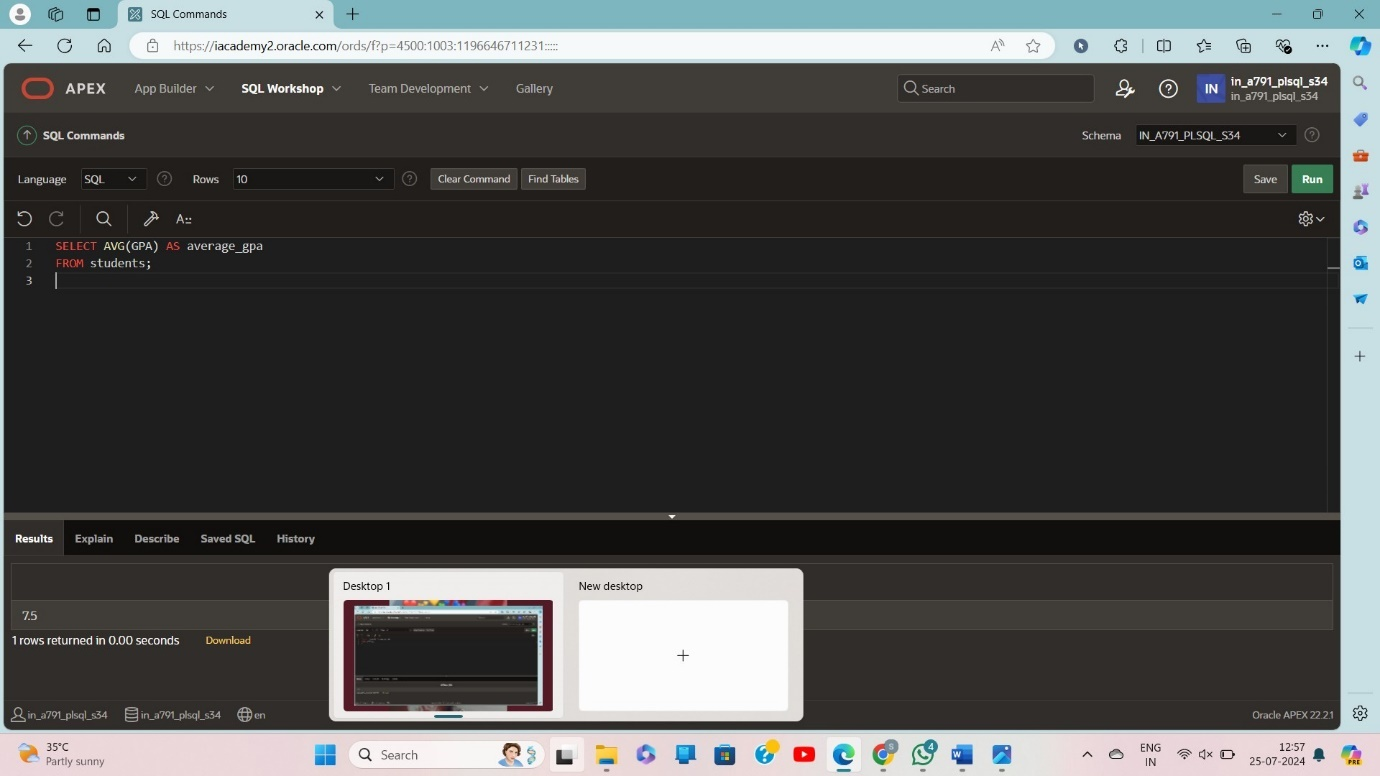 SQL Commands
https://iacademy2.oracle.com/ords/f?p=4500:1003:1196646711231:::::
APEX App Builder SQL Workshop Team Development Gallery Search IN in_a791_plsql_s34
in_a791_plsql_s34
SQL Commands Schema IN_A791_PLSQL_S34
Language SQL Rows 10 Clear Command Find Tables Save Run
A::
1 SELECT AVG(GPA) AS average_gpa
2 FROM students;
3
Results Explain Describe Saved SQL History
Desktop 1 New desktop
7.5
1 rows returned in 0.00 seconds Download
in_a791_plsql_s34 in_a791_plsql_s34 en Oracle APEX 22.2.1
35°C
Partly sunny
Search
S
4
ENG
IN
12:57
25-07-2024
PRE